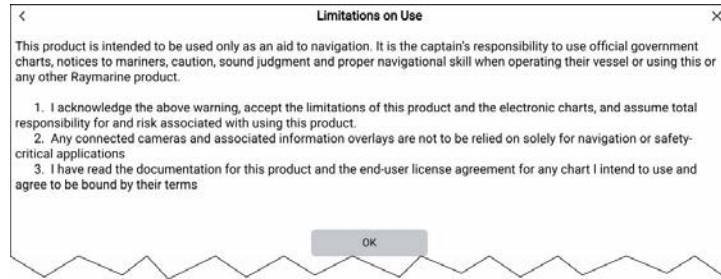 Limitations on Use
This product is intended to be used only as an aid to navigation. It is the captain's responsibility to use official government
charts, notices to mariners, caution, sound judgment and proper navigational skill when operating their vessel or using this or
any other Raymarine product.
1. I acknowledge the above warning, accept the limitations of this product and the electronic charts, and assume total
responsibility for and risk associated with using this product.
2. Any connected cameras and associated information overlays are not to be relied on solely for navigation or safety-
critical applications
3. I have read the documentation for this product and the end-user license agreement for any chart I intend to use and
agree to be bound by their terms
OK